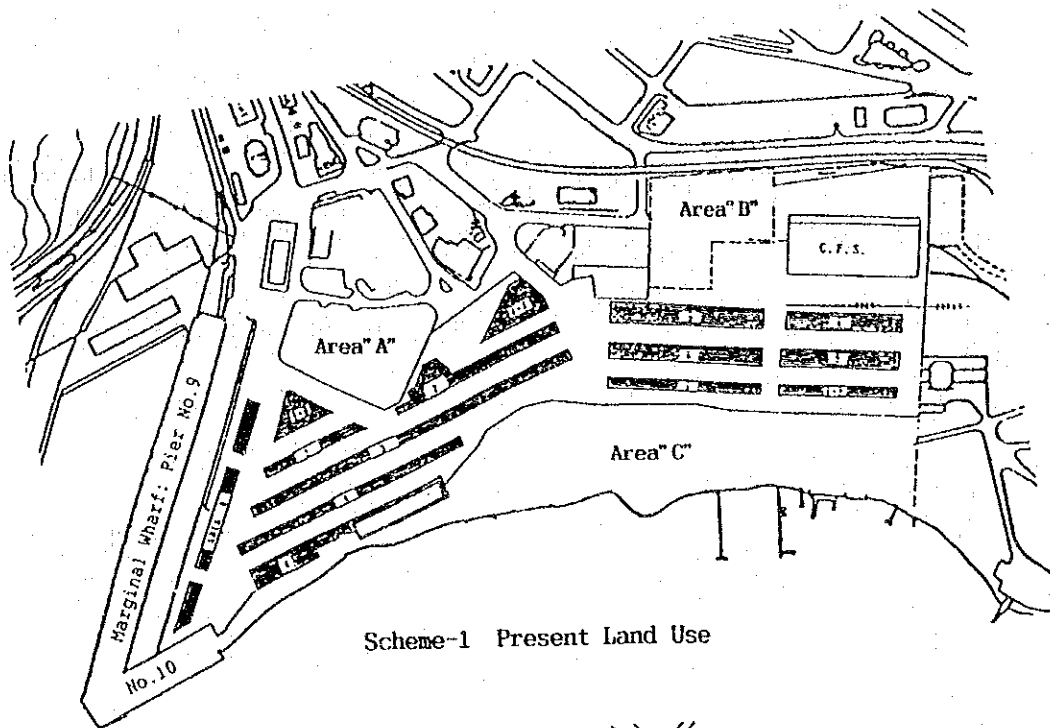 Area"B"
C.F.S.
Area"A"
Marginal Wharf: Pier No.9
Area"C"
No.10
Scheme-1 Present Land Use